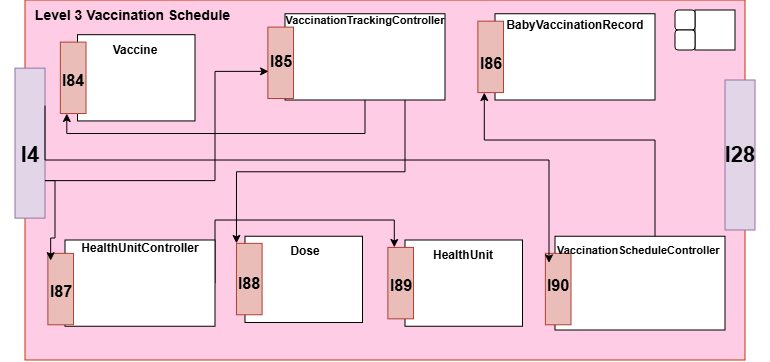 Level 3 Vaccination Schedule
VaccinationTrackingController
BabyVaccinationRecord
Vaccine
I84
I85
I86
I4
I28
HealthUnitController
Dose
HealthUnit
VaccinationScheduleController
I87
I88
I89
I90